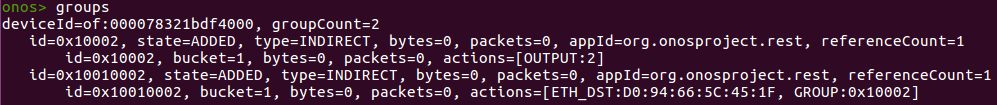 onos> groups
deviceId=of:000078321bdf4000, groupCount=2
id=0x10002, state=ADDED, type=INDIRECT, bytes=0, packets=0, appId=org.onosproject.rest, referenceCount=1
id=0x10002, bucket=1, bytes=0, packets=0, actions=[OUTPUT:2]
id=0x10010002, state=ADDED, type=INDIRECT, bytes=0, packets=0, appId=org.onosproject.rest, referenceCount=1
id=0x10010002, bucket=1, bytes=0, packets=0, actions=[ETH_DST:D0:94:66:5C:45:1F, GROUP:0x10002]